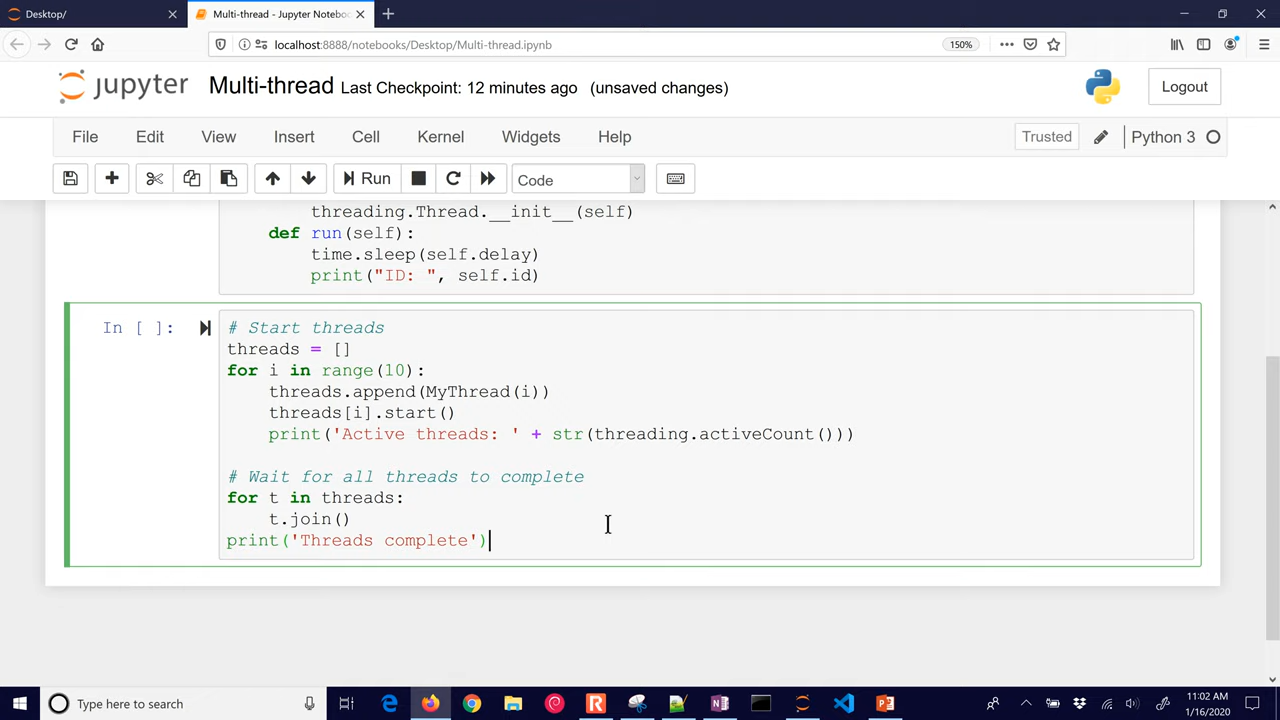 Desktop/
Multi-thread - Jupyter Noteboo
localhost:8888/notebooks/Desktop/Multi-thread.ipynb
150%
jupyter Multi-thread Last Checkpoint: 12 minutes ago (unsaved changes)
Logout
File Edit View Insert Cell Kernel Widgets Help
Trusted
Python 3
Run
Code
threading.Thread.__init__(self)
def run(self):
time.sleep(self.delay)
print("ID: ", self.id)
In [ ]:
# Start threads
threads = []
for i in range(10):
threads.append(MyThread(i))
threads[i].start()
print('Active threads: ' + str(threading.activeCount()))
# Wait for all threads to complete
for t in threads:
t.join()
print('Threads complete')
Type here to search
11:02 AM
1/16/2020